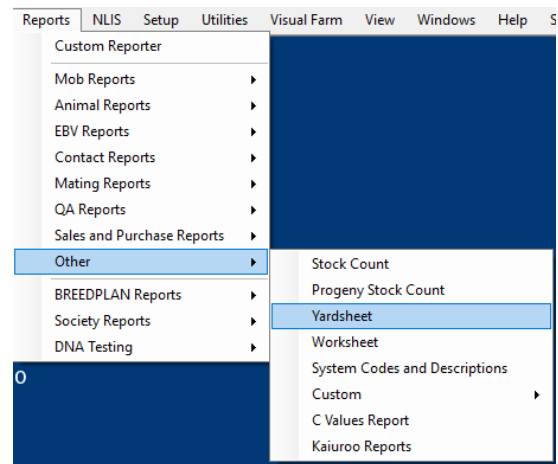 Reports NLIS Setup Utilities Visual Farm View Windows Help S
Custom Reporter
Mob Reports
Animal Reports
EBV Reports
Contact Reports
Mating Reports
QA Reports
Sales and Purchase Reports
Other
BREEDPLAN Reports
Society Reports
DNA Testing
Stock Count
Progeny Stock Count
Yardsheet
Worksheet
System Codes and Descriptions
Custom
C Values Report
Kaiuroo Reports
O